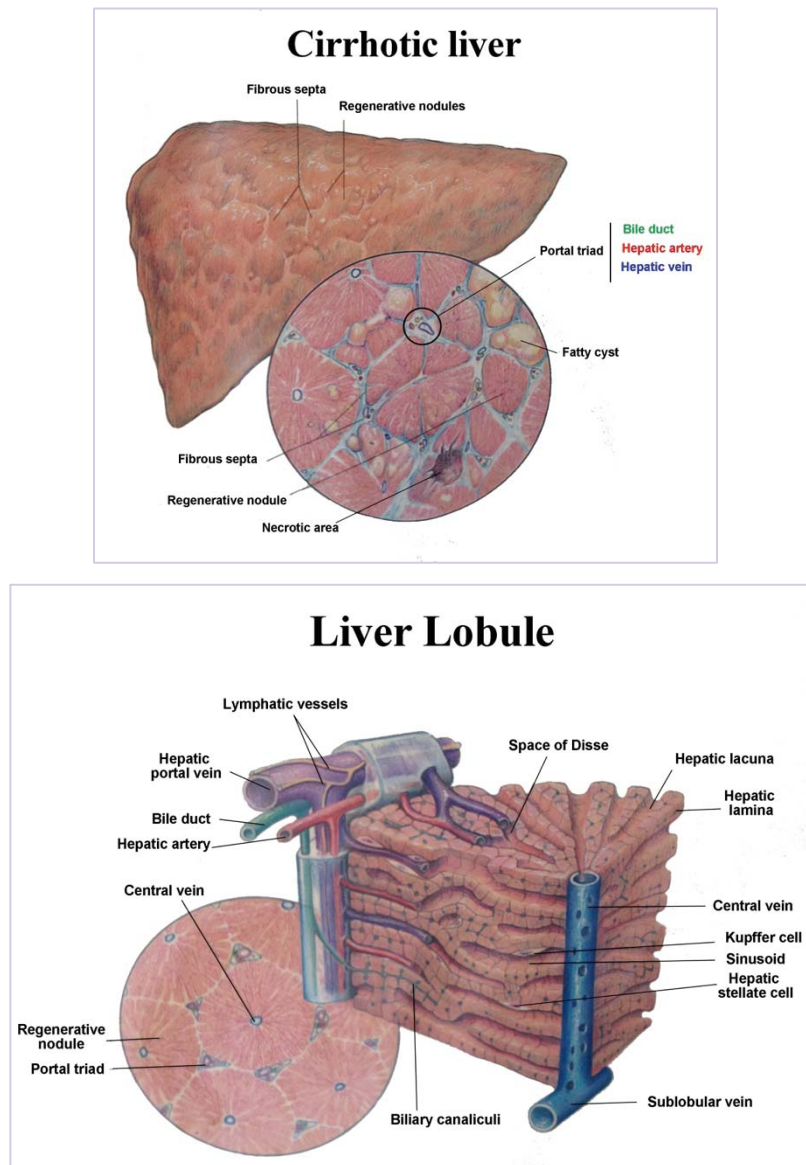 Cirrhotic liver
Fibrous septa
Regenerative nodules
Portal triad
Bile duct
Hepatic artery
Hepatic vein
Fatty cyst
Fibrous septa
Regenerative nodule
Necrotic area
Liver Lobule
Lymphatic vessels
Hepatic
portal vein
Space of Disse
Hepatic lacuna
Hepatic
lamina
Bile duct
Hepatic artery
Central vein
Central vein
Kupffer cell
Sinusoid
Hepatic
stellate cell
Regenerative
nodule
Portal triad
Biliary canaliculi
Sublobular vein